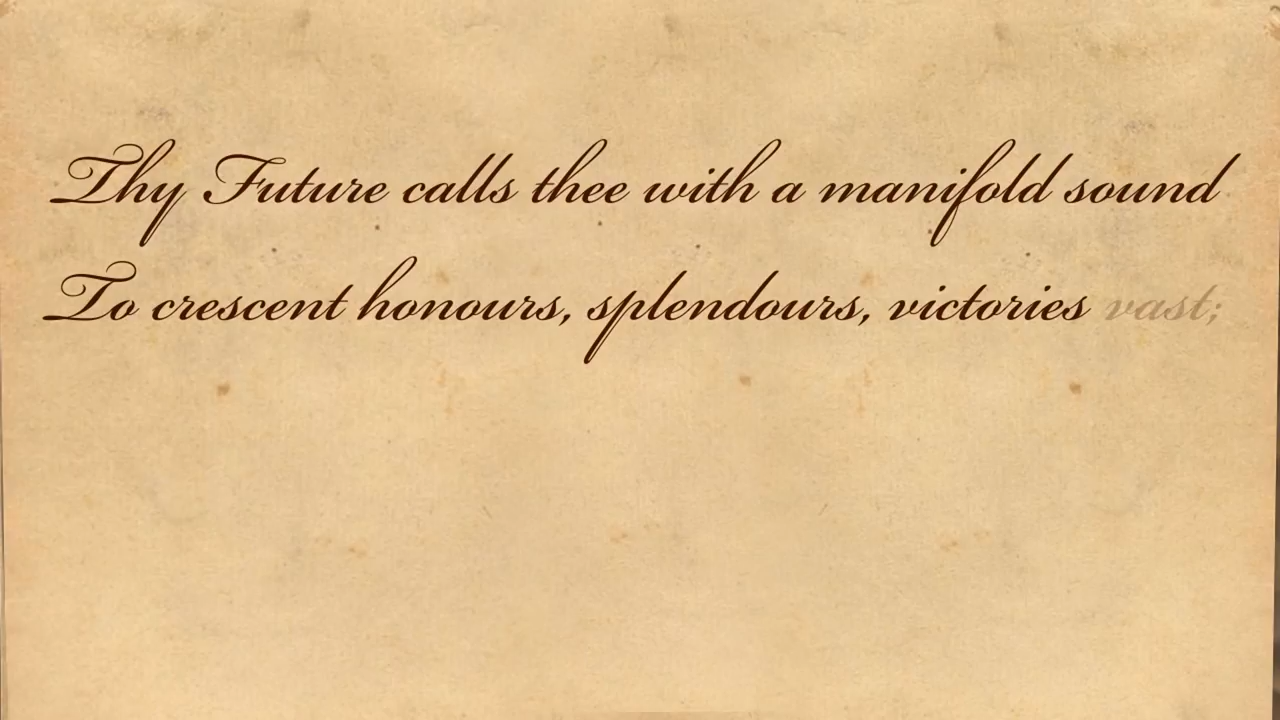 Thy Future calls thee with a manifold sound
To crescent honours, splendours, victories vast;